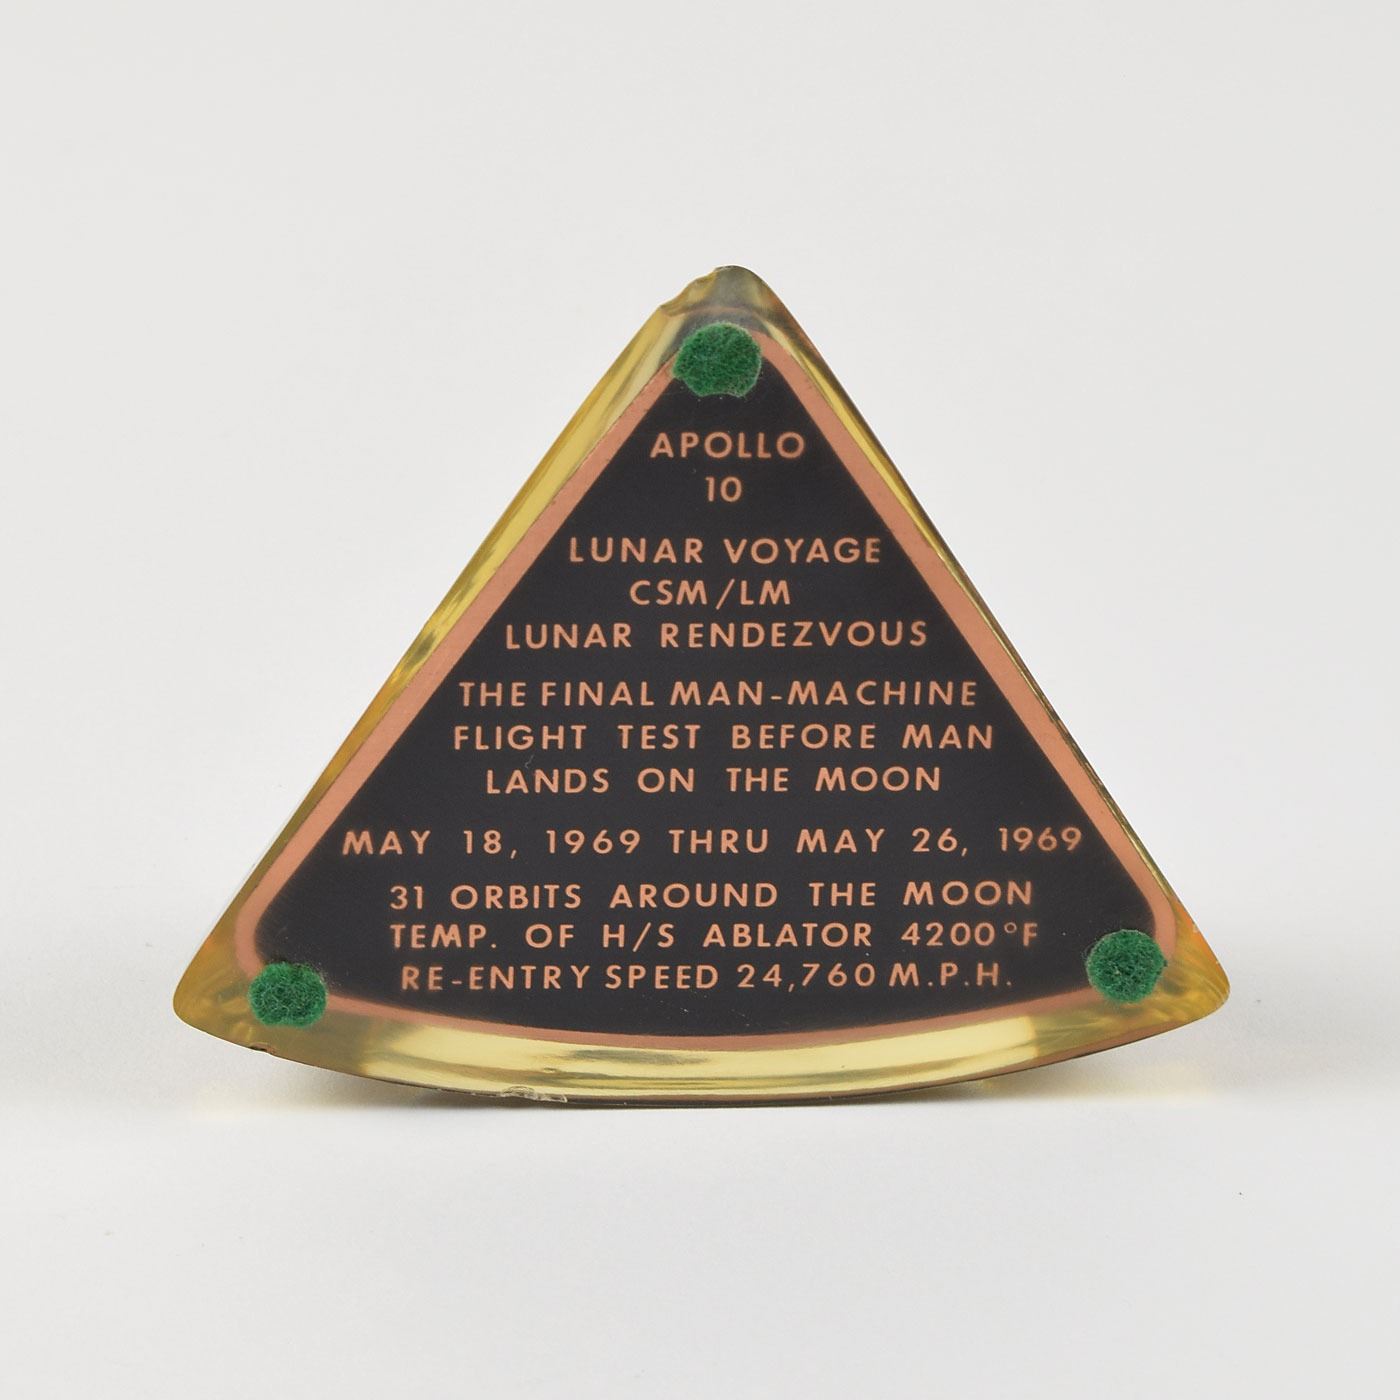 APOLLO
10
LUNAR VOYAGE
CSM/LM
LUNAR RENDEZVOUS
THE FINAL MAN-MACHINE
FLIGHT TEST BEFORE MAN
LANDS ON THE MOON
MAY 18, 1969 THRU MAY 26, 1969
31 ORBITS AROUND THE MOON
TEMP. OF H/S ABLATOR 4200°F
RE-ENTRY SPEED 24,760 M.P.H.